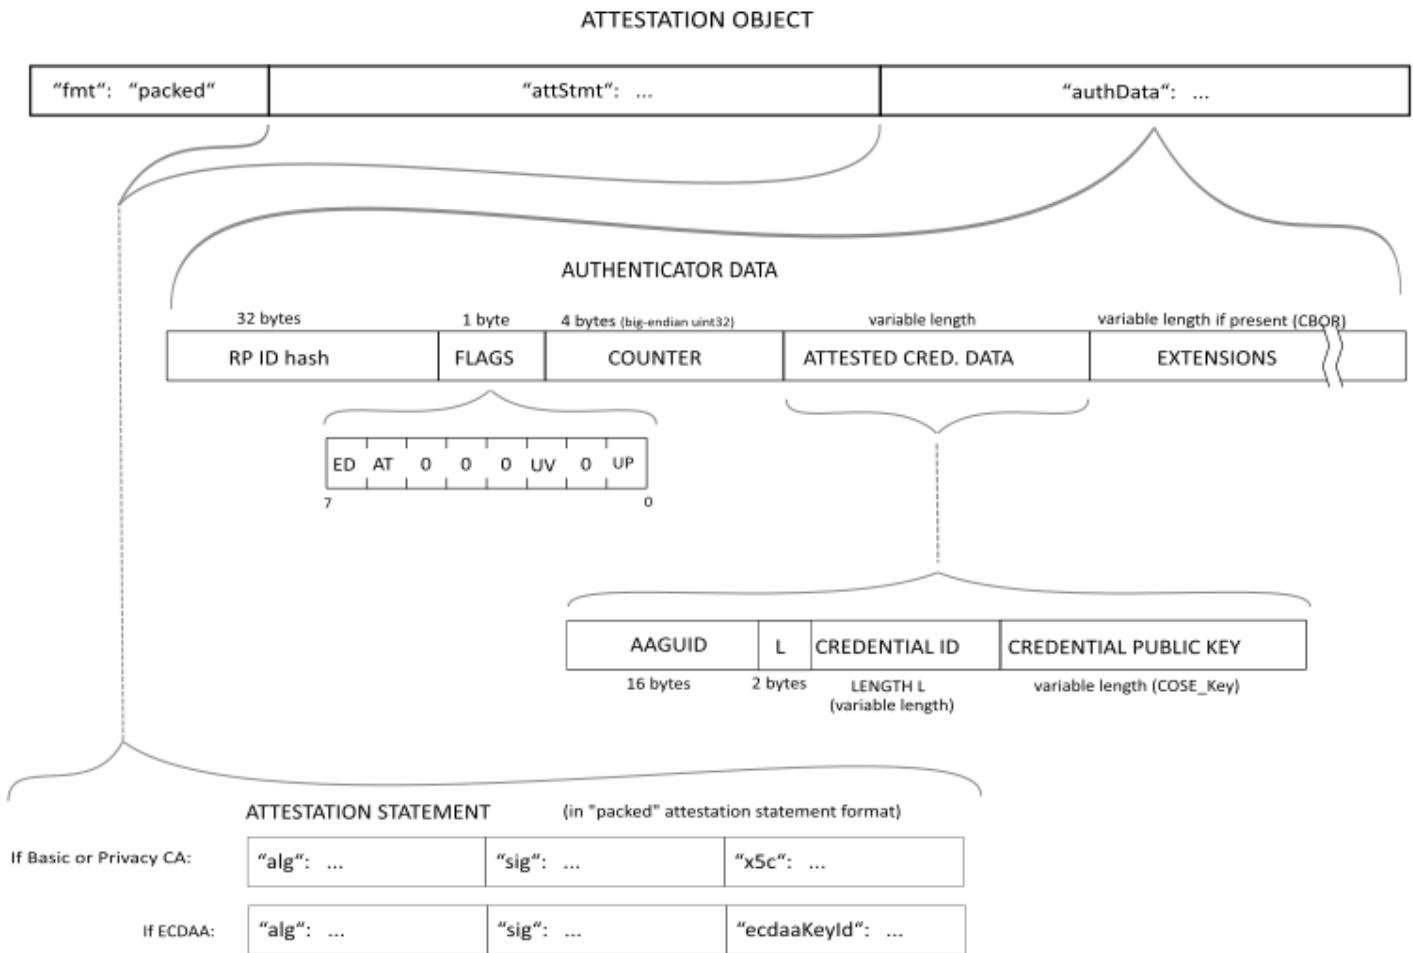 ATTESTATION OBJECT
“fmt“: “packed“ “attStmt“: ... “authData“: ...
AUTHENTICATOR DATA
32 bytes 1 byte 4 bytes (big-endian uint32) variable length variable length if present (CBOR)
RP ID hash FLAGS COUNTER ATTESTED CRED. DATA EXTENSIONS
ED AT 0 0 0 UV 0 UP
7 0
AAGUID L CREDENTIAL ID CREDENTIAL PUBLIC KEY
16 bytes 2 bytes LENGTH L variable length (COSE_Key)
(variable length)
ATTESTATION STATEMENT (in "packed" attestation statement format)
If Basic or Privacy CA: “alg“: ... “sig“: ... “x5c“: ...
If ECDAA: “alg“: ... “sig“: ... “ecdaaKeyId“: ...